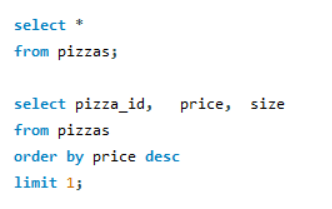 select *
from pizzas;
select pizza_id,   price,  size
from pizzas
order by price desc
limit 1;